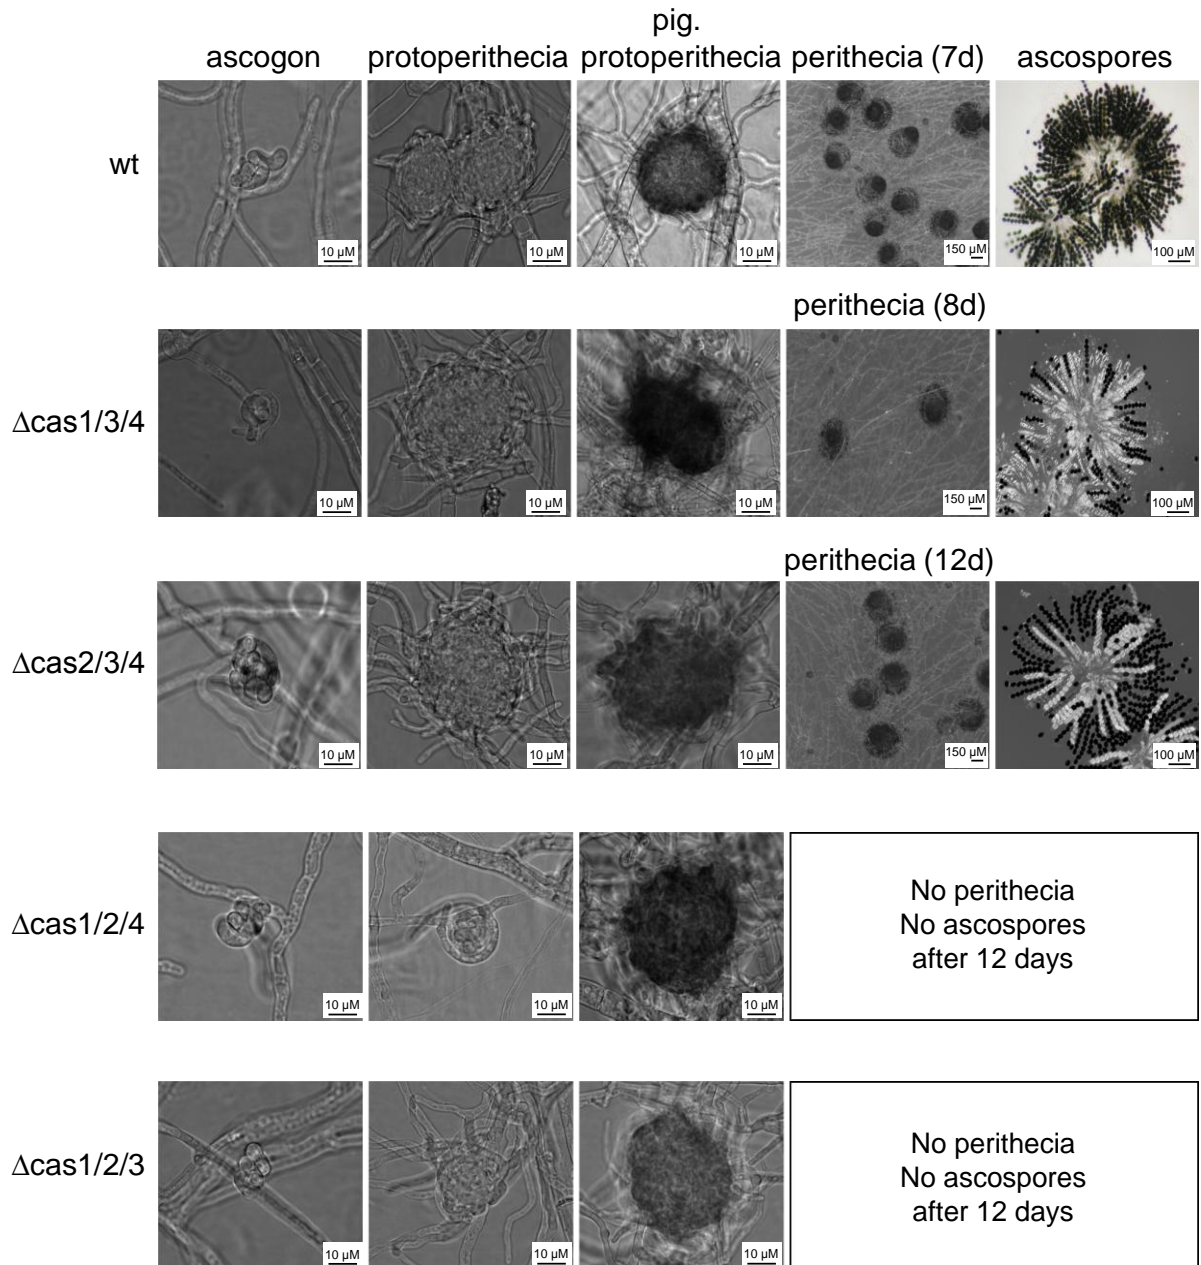 pig.
ascogon protoperithecia protoperithecia perithecia (7d) ascospores
wt
10 µM 10 µM 10 µM 150 µM 100 µM
perithecia (8d)
Δcas1/3/4
10 µM 10 µM 10 µM 150 µM 100 µM
perithecia (12d)
Δcas2/3/4
10 µM 10 µM 10 µM 150 µM 100 µM
Δcas1/2/4
No perithecia
No ascospores
after 12 days
10 µM 10 µM 10 µM
Δcas1/2/3
No perithecia
No ascospores
after 12 days
10 µM 10 µM 10 µM